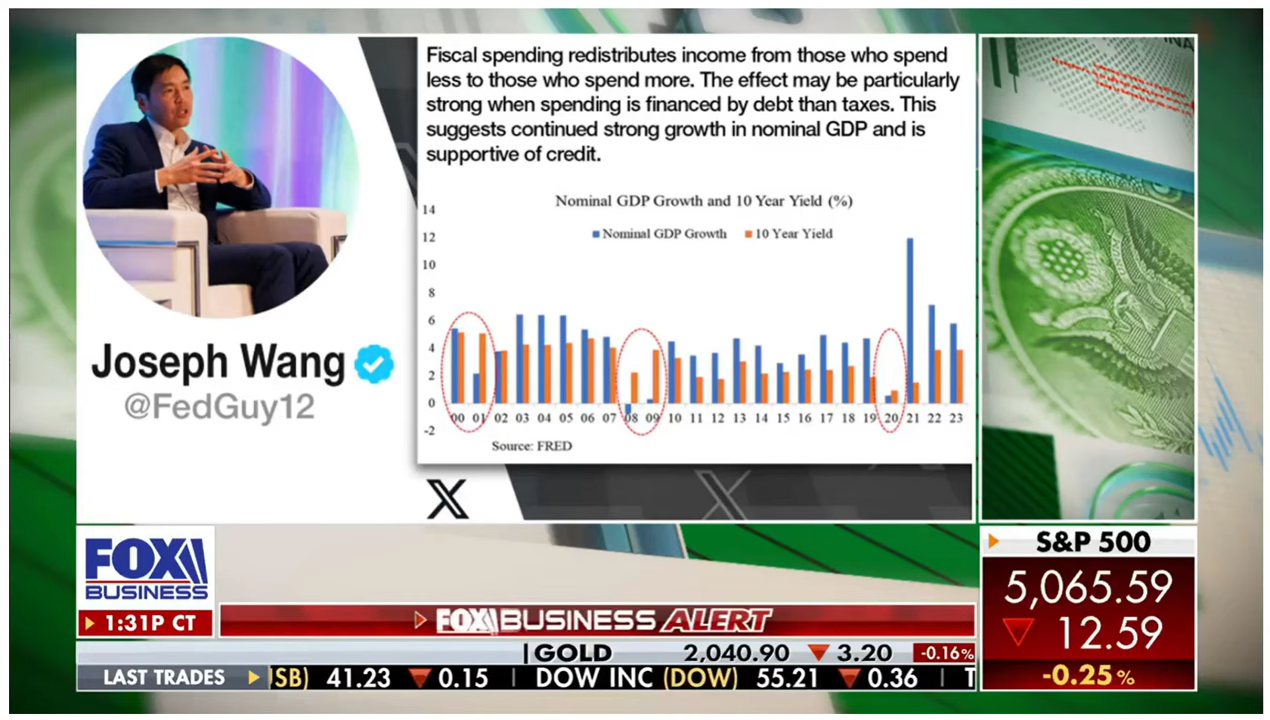 Fiscal spending redistributes income from those who spend
less to those who spend more. The effect may be particularly
strong when spending is financed by debt than taxes. This
suggests continued strong growth in nominal GDP and is
supportive of credit.
Nominal GDP Growth and 10 Year Yield (%)
Nominal GDP Growth 10 Year Yield
14
12
10
8
6
4
2
0
-2
00 01 02 03 04 05 06 07 08 09 10 11 12 13 14 15 16 17 18 19 20 21 22 23
Source: FRED
Joseph Wang
@FedGuy12
X
FOX
BUSINESS
1:31P CT
FOX BUSINESS ALERT
S&P 500
5,065.59
12.59
-0.25%
GOLD 2,040.90 3.20 -0.16%
LAST TRADES SB) 41.23 0.15 | DOW INC (DOW) 55.21 0.36 | T